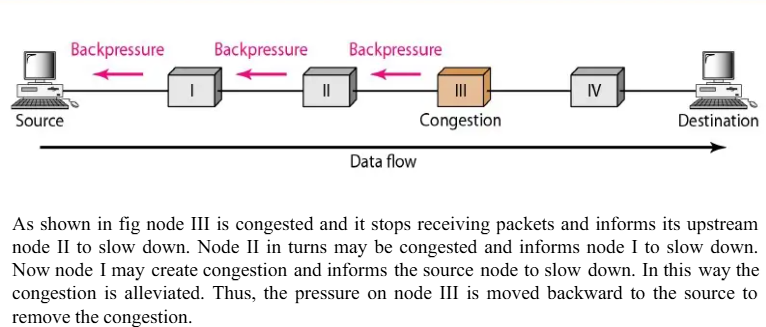 Backpressure Backpressure Backpressure
I II III IV
Source Congestion Destination
Data flow
As shown in fig node III is congested and it stops receiving packets and informs its upstream
node II to slow down. Node II in turns may be congested and informs node I to slow down.
Now node I may create congestion and informs the source node to slow down. In this way the
congestion is alleviated. Thus, the pressure on node III is moved backward to the source to
remove the congestion.